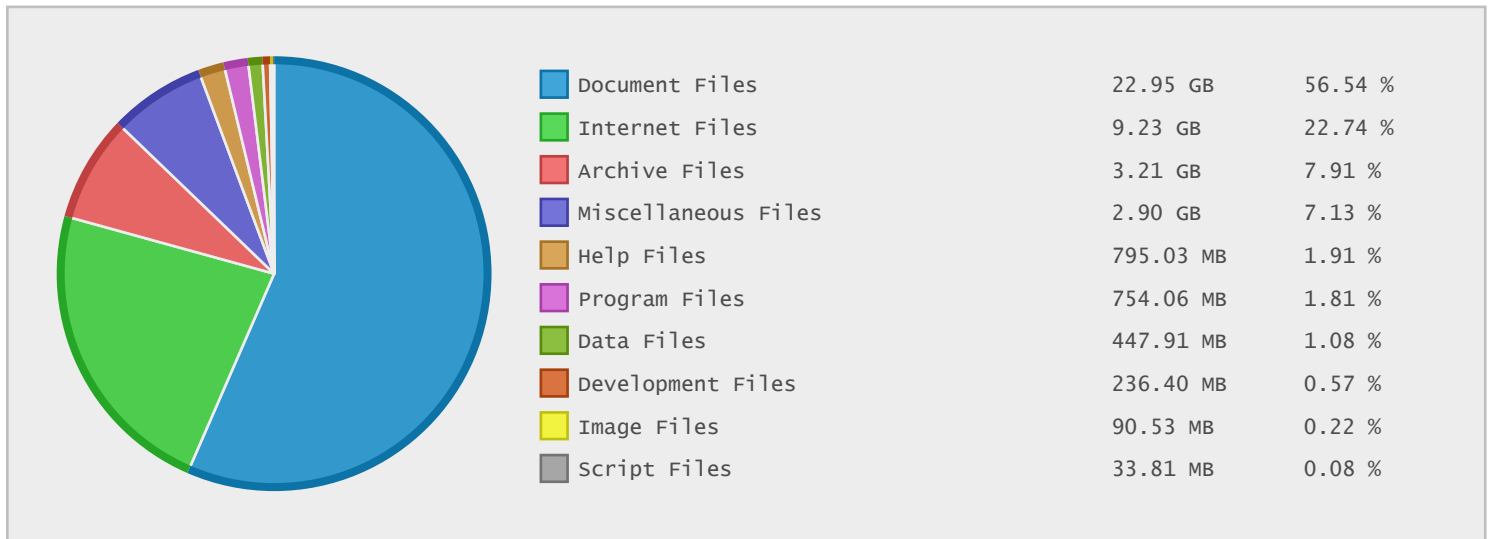 Document Files 22.95 GB 56.54 %
Internet Files 9.23 GB 22.74 %
Archive Files 3.21 GB 7.91 %
Miscellaneous Files 2.90 GB 7.13 %
Help Files 795.03 MB 1.91 %
Program Files 754.06 MB 1.81 %
Data Files 447.91 MB 1.08 %
Development Files 236.40 MB 0.57 %
Image Files 90.53 MB 0.22 %
Script Files 33.81 MB 0.08 %